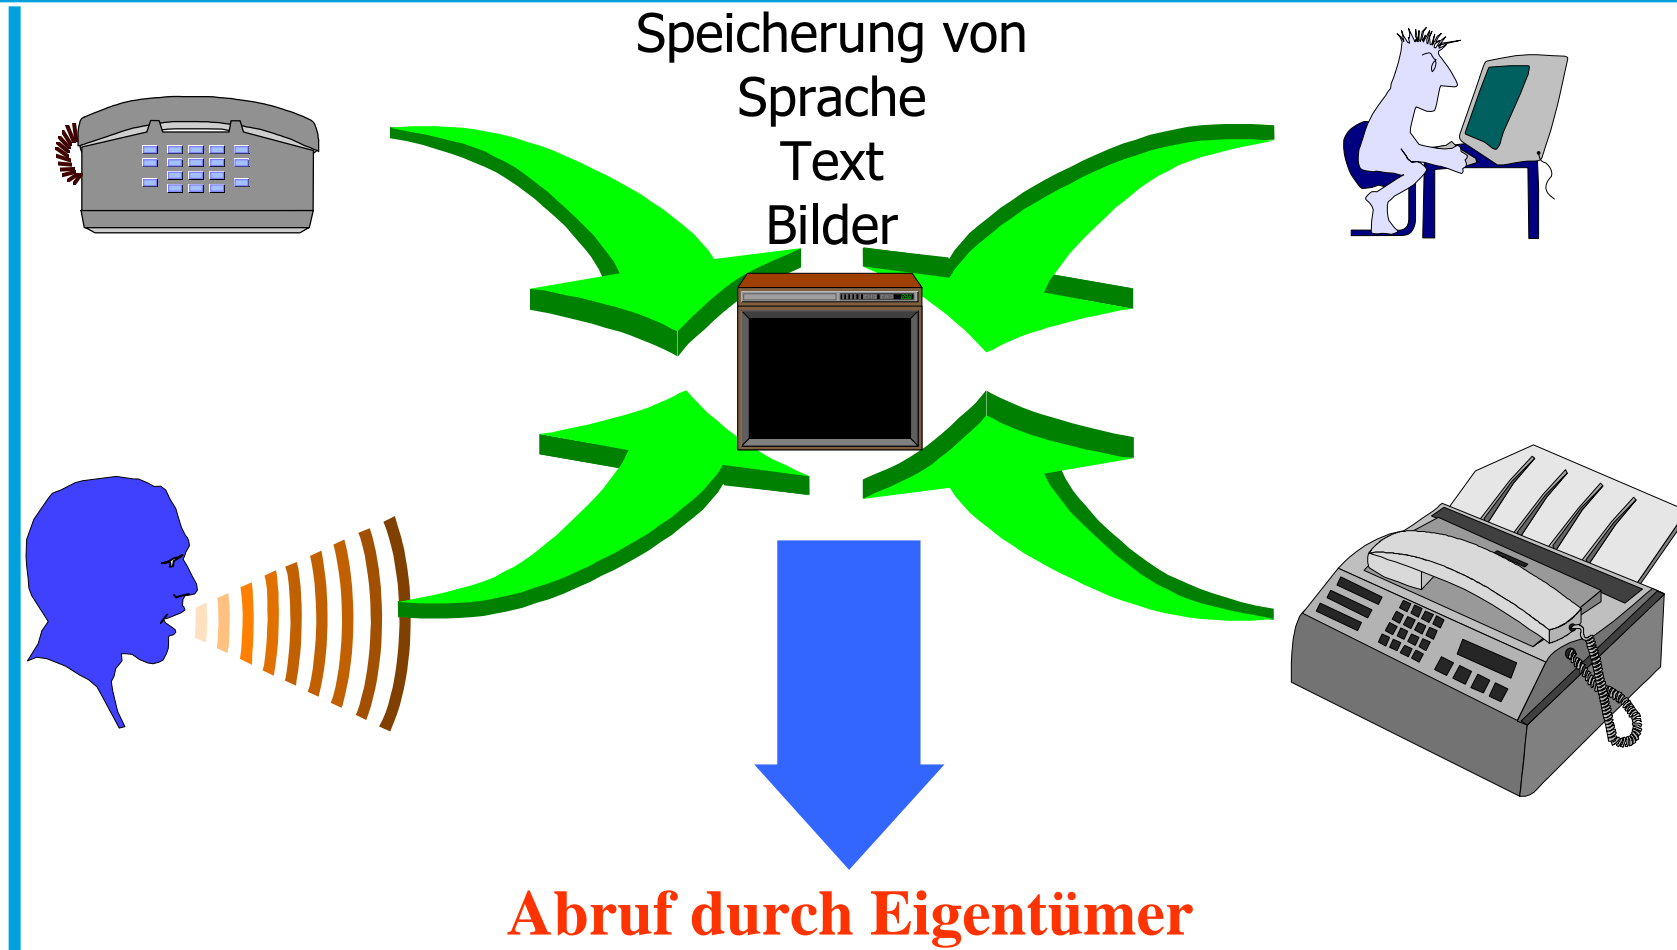 Speicherung von
Sprache
Text
Bilder
Abruf durch Eigentümer